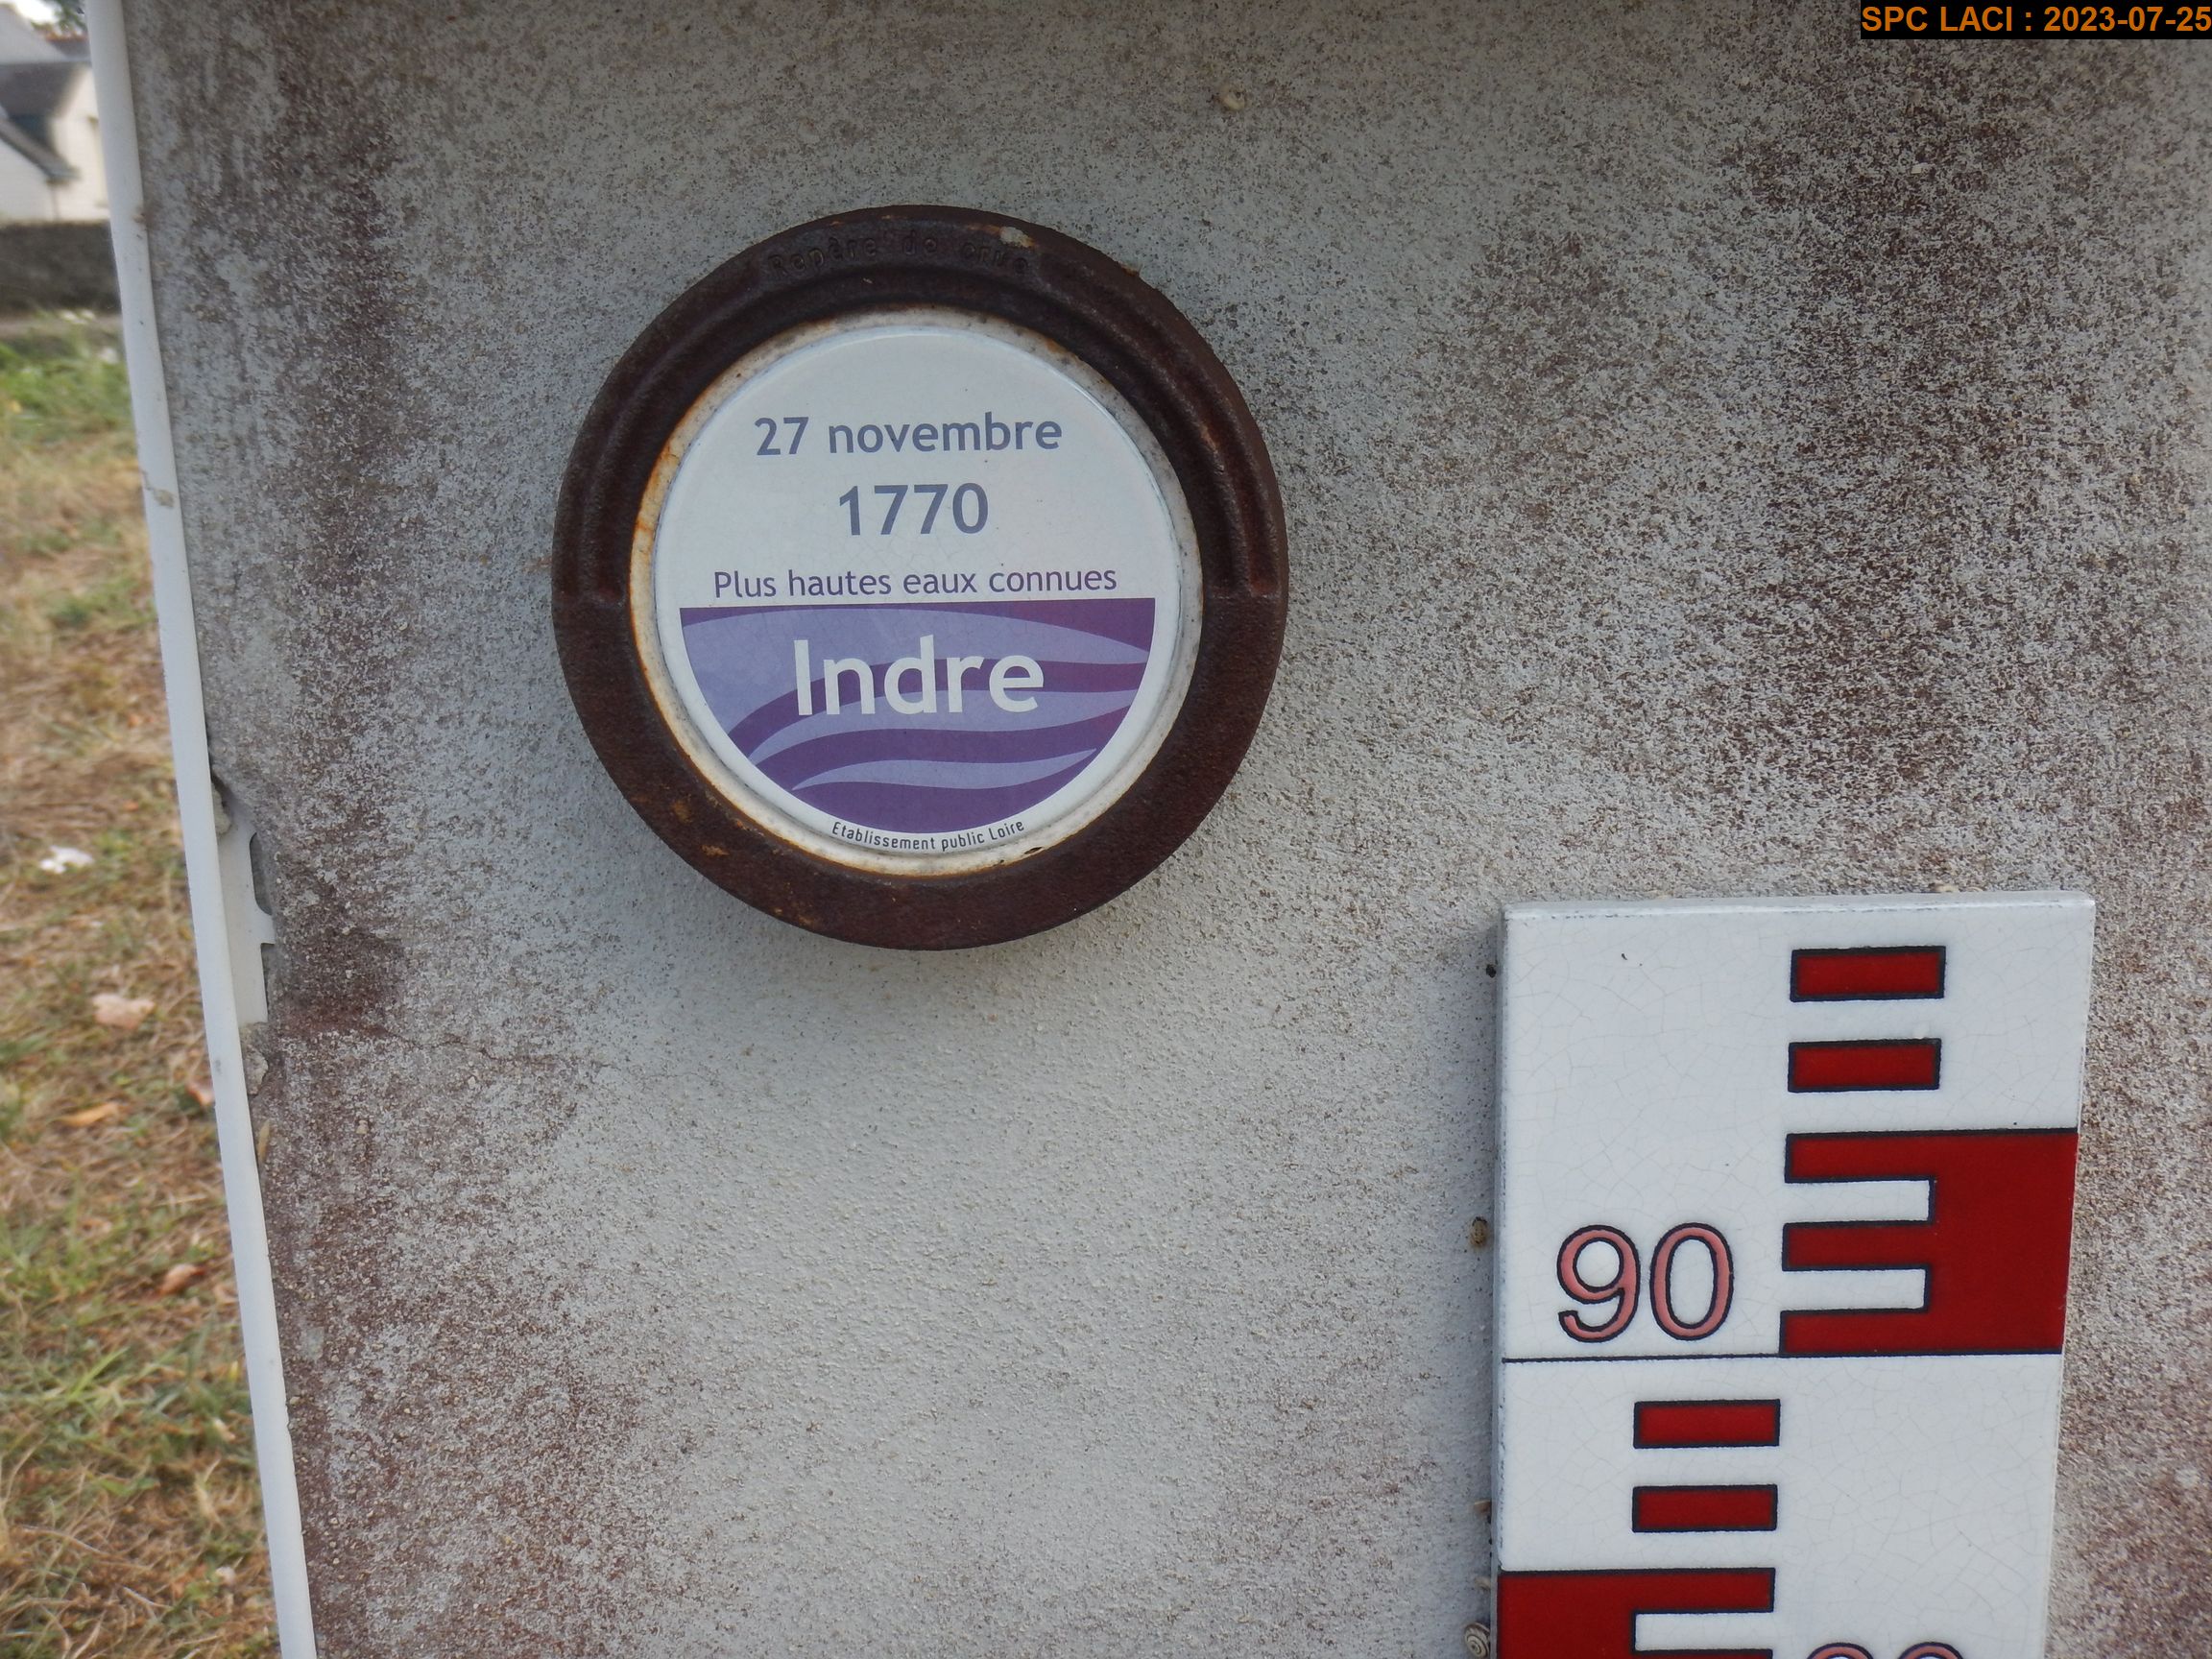 SPC LACI : 2023-07-25
Repère de crue
27 novembre
1770
Plus hautes eaux connues
Indre
Etablissement public Loire
90